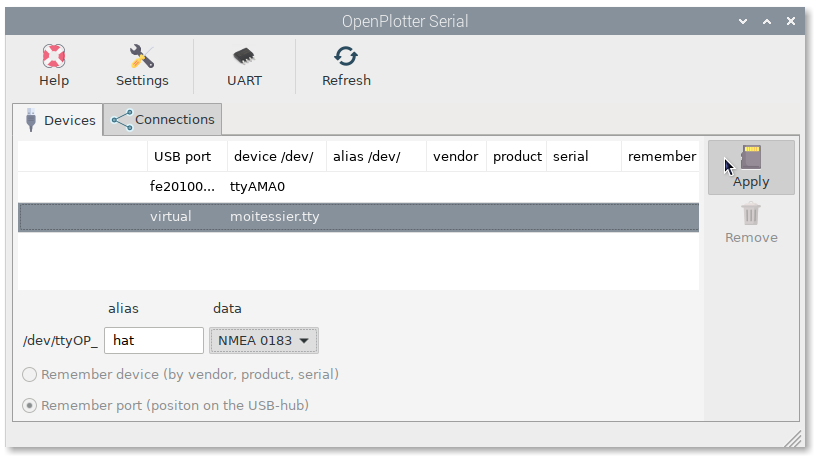 OpenPlotter Serial
Help Settings UART Refresh
Devices Connections
USB port device /dev/ alias /dev/ vendor product serial remember
fe20100... ttyAMA0
virtual moitessier.tty
Apply
Remove
alias data
/dev/ttyOP_ hat NMEA 0183
Remember device (by vendor, product, serial)
Remember port (positon on the USB-hub)